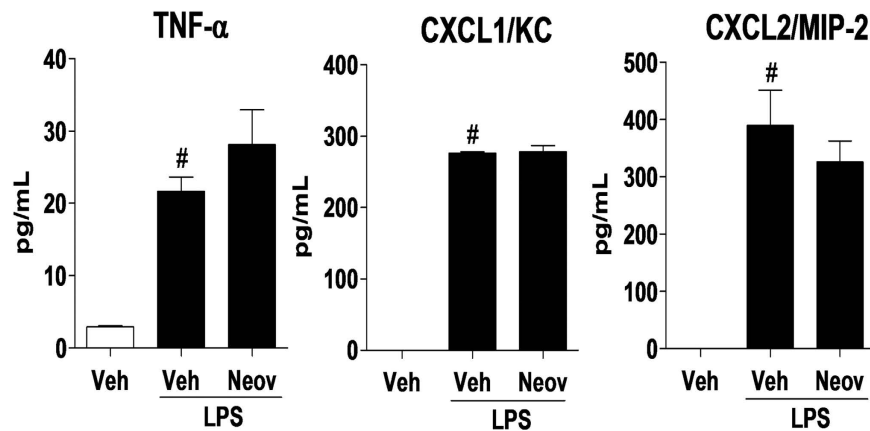 TNF-α
pg/mL
40
30
20
10
0
#
Veh
Veh
Neov
LPS
CXCL1/KC
pg/mL
400
300
200
100
0
#
Veh
Veh
Neov
LPS
CXCL2/MIP-2
pg/mL
500
400
300
200
100
0
#
Veh
Veh
Neov
LPS